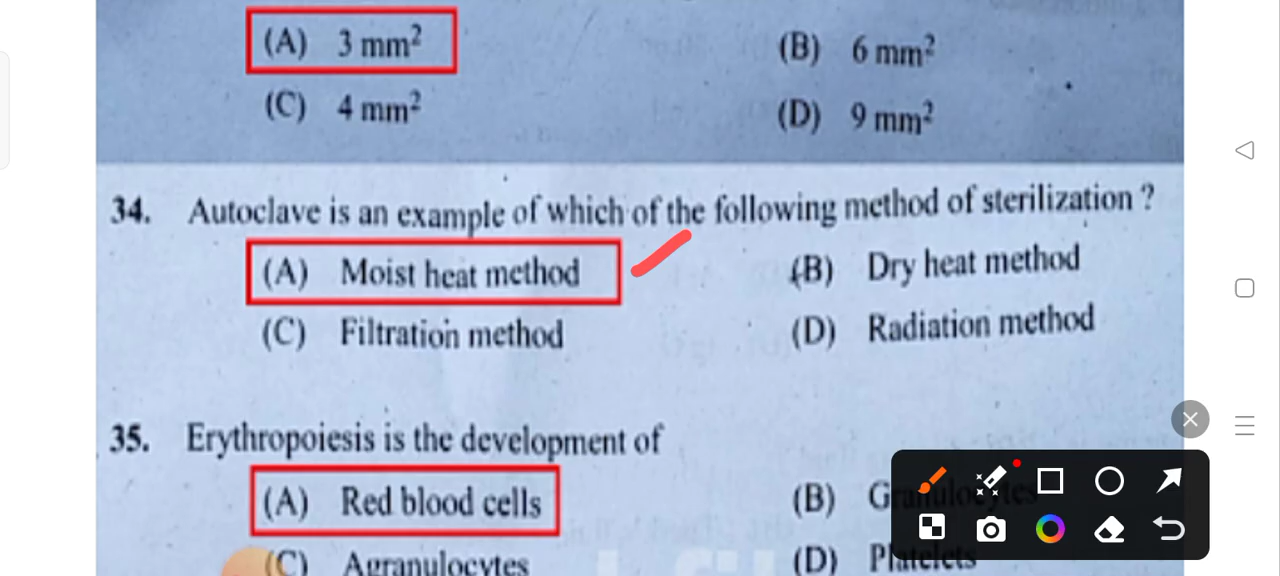 (A) 3 mm² (B) 6 mm²
(C) 4 mm² (D) 9 mm²
34. Autoclave is an example of which of the following method of sterilization ?
(A) Moist heat method (B) Dry heat method
(C) Filtration method (D) Radiation method
35. Erythropoiesis is the development of
(A) Red blood cells (B) Granulocytes
(C) Agranulocytes (D) Platelets